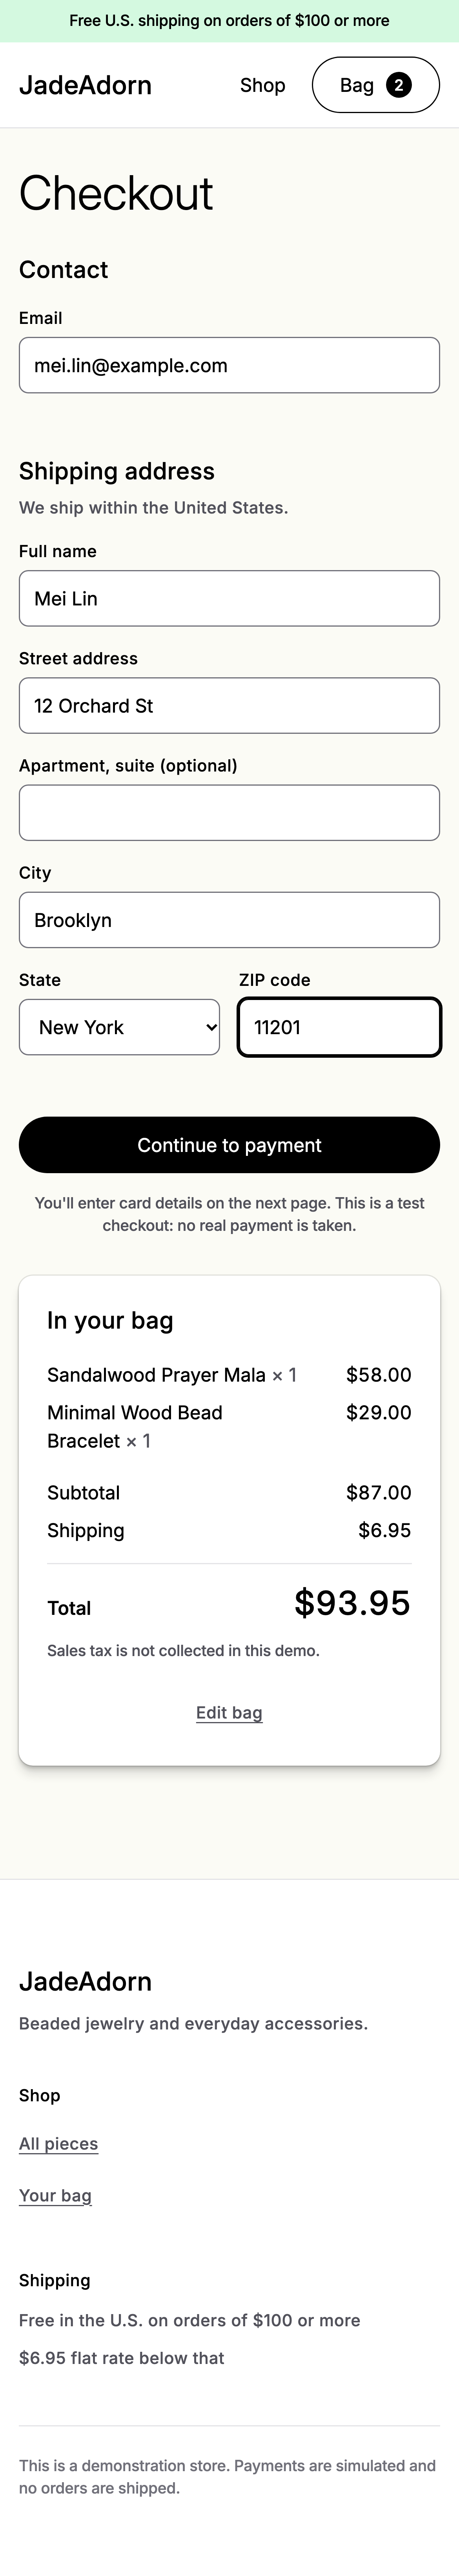 Free U.S. shipping on orders of $100 or more
JadeAdorn
Shop
Bag 2
Checkout
Contact
Email
mei.lin@example.com
Shipping address
We ship within the United States.
Full name
Mei Lin
Street address
12 Orchard St
Apartment, suite (optional)
City
Brooklyn
State
ZIP code
New York
11201
Continue to payment
You'll enter card details on the next page. This is a test
checkout: no real payment is taken.
In your bag
Sandalwood Prayer Mala × 1 $58.00
Minimal Wood Bead $29.00
Bracelet × 1
Subtotal $87.00
Shipping $6.95
Total $93.95
Sales tax is not collected in this demo.
Edit bag
JadeAdorn
Beaded jewelry and everyday accessories.
Shop
All pieces
Your bag
Shipping
Free in the U.S. on orders of $100 or more
$6.95 flat rate below that
This is a demonstration store. Payments are simulated and
no orders are shipped.